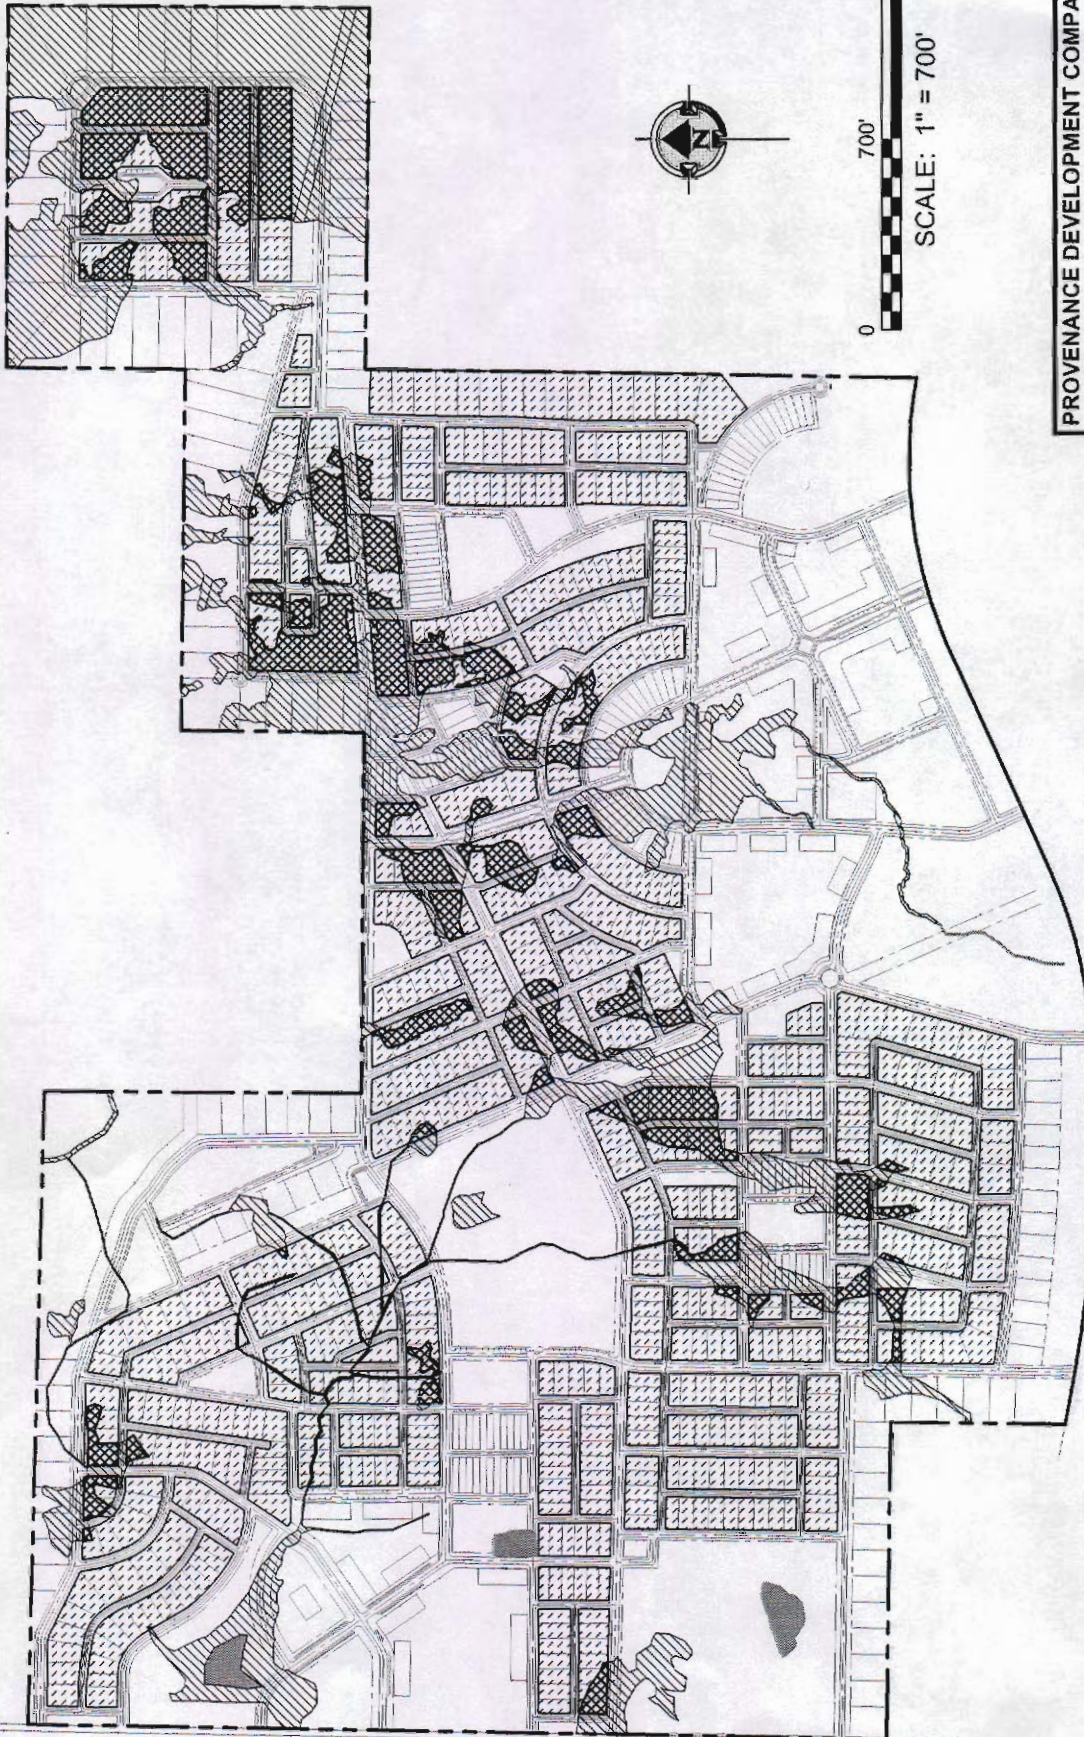 N
0
700'
SCALE: 1" = 700'
PROVENANCE DEVELOPMENT COMPA